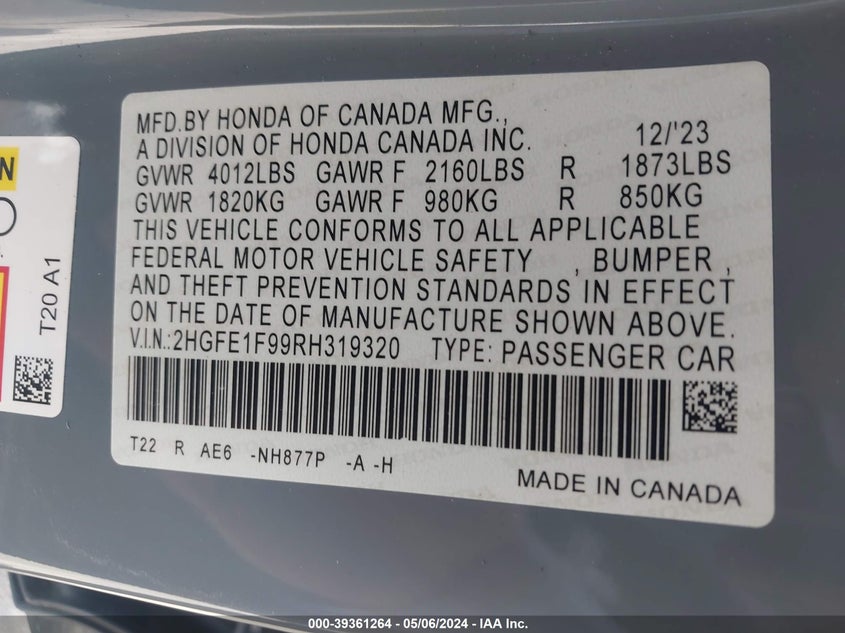 MFD.BY HONDA OF CANADA MFG.,
A DIVISION OF HONDA CANADA INC. 12/'23
GVWR 4012LBS GAWR F 2160LBS R 1873LBS
GVWR 1820KG GAWR F 980KG R 850KG
THIS VEHICLE CONFORMS TO ALL APPLICABLE
FEDERAL MOTOR VEHICLE SAFETY , BUMPER ,
AND THEFT PREVENTION STANDARDS IN EFFECT
ON THE DATE OF MANUFACTURE SHOWN ABOVE.
V.I.N.:2HGFE1F99RH319320 TYPE: PASSENGER CAR
T22 R AE6 -NH877P -A -H
MADE IN CANADA
T20 A1
000-39361264 - 05/06/2024 - IAA Inc.